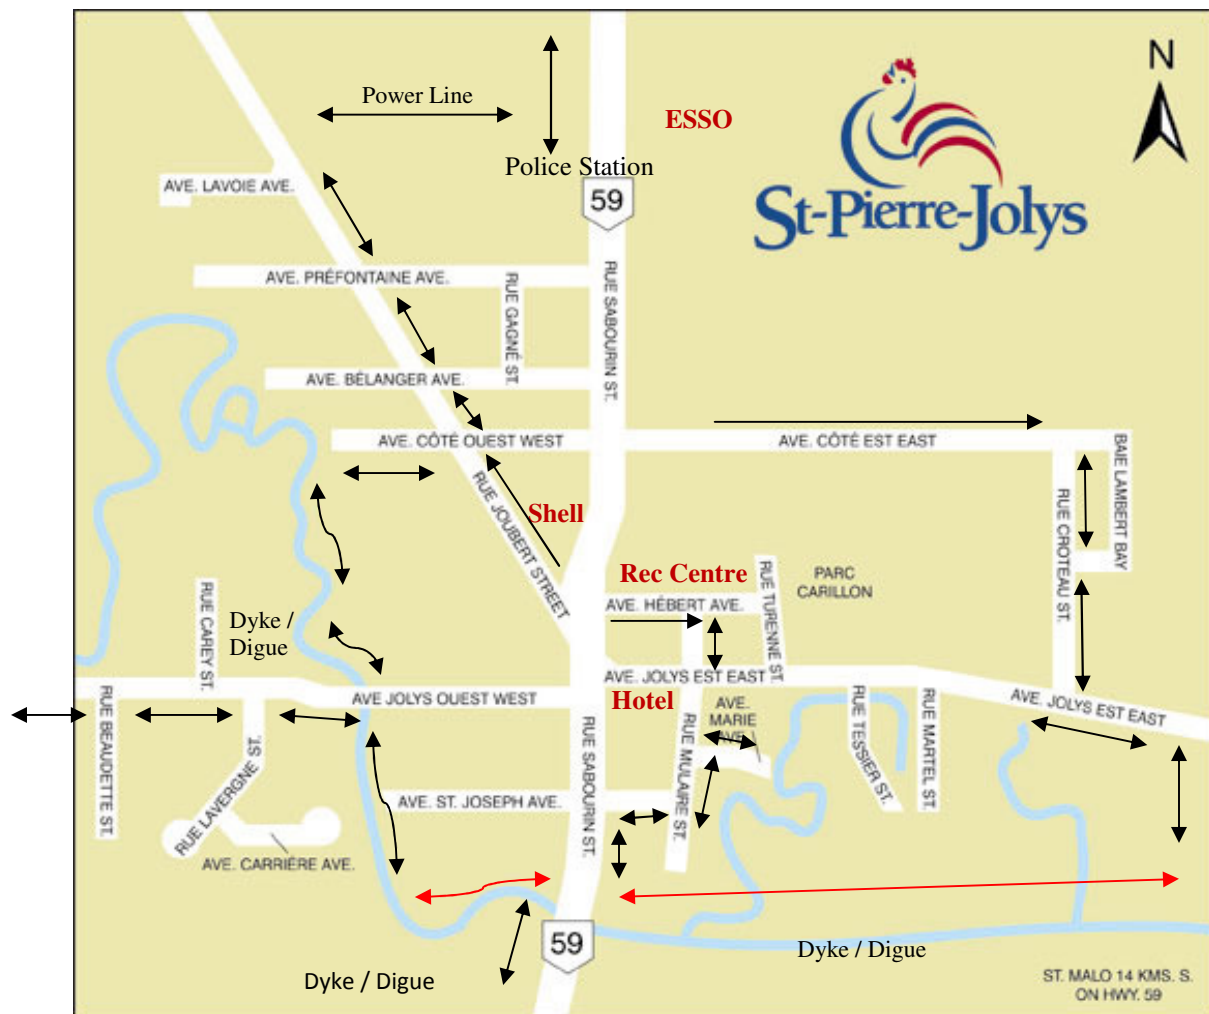 N
Power Line
ESSO
Police Station
59
St-Pierre-Jolys
AVE. LAVOIE AVE.
AVE. PRÉFONTAINE AVE.
RUE GAGNÉ ST.
RUE SABOURIN ST.
AVE. BÉLANGER AVE.
AVE. CÔTÉ OUEST WEST
AVE. CÔTÉ EST EAST
BAIE LAMBERT BAY
RUE CROTEAU ST.
RUE JOUBERT STREET
Shell
Rec Centre
PARC
CARILLON
RUE TURENNE ST.
AVE. HÉBERT AVE.
RUE CAREY ST.
Dyke /
Digue
AVE. JOLYS EST EAST
AVE JOLYS OUEST WEST
Hotel
AVE.
MARIE
AVE.
AVE. JOLYS EST EAST
RUE BEAUDETTE ST.
RUE LAVERGNE ST.
RUE SABOURIN ST.
RUE MULAIRE ST.
RUE TESSIER ST.
RUE MARTEL ST.
AVE. ST. JOSEPH AVE.
AVE. CARRIÈRE AVE.
59
Dyke / Digue
Dyke / Digue
ST. MALO 14 KMS. S.
ON HWY. 59